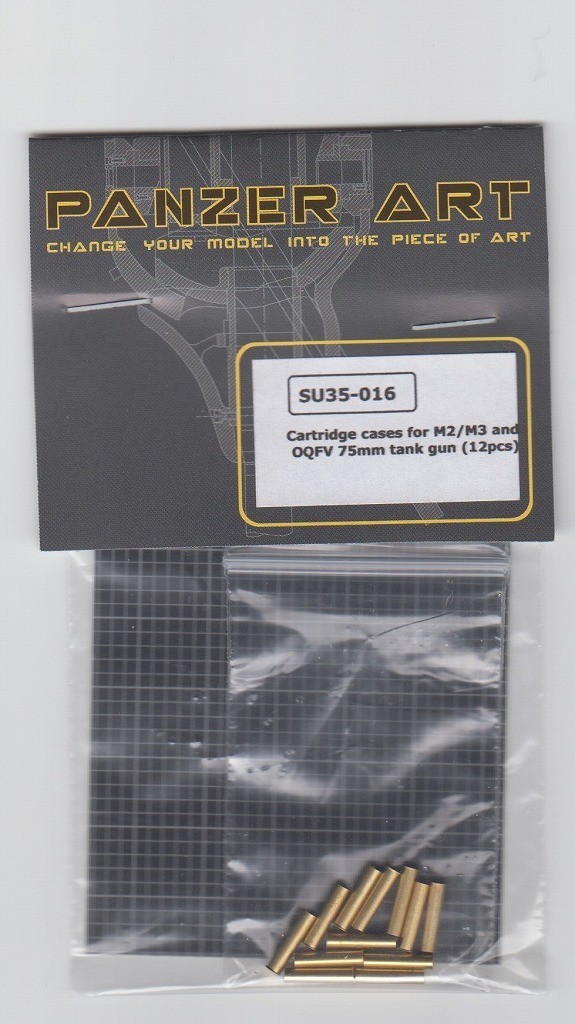 PANZER ART
CHANGE YOUR MODEL INTO THE PIECE OF ART
SU35-016
Cartridge cases for M2/M3 and
OQFV 75mm tank gun (12pcs)